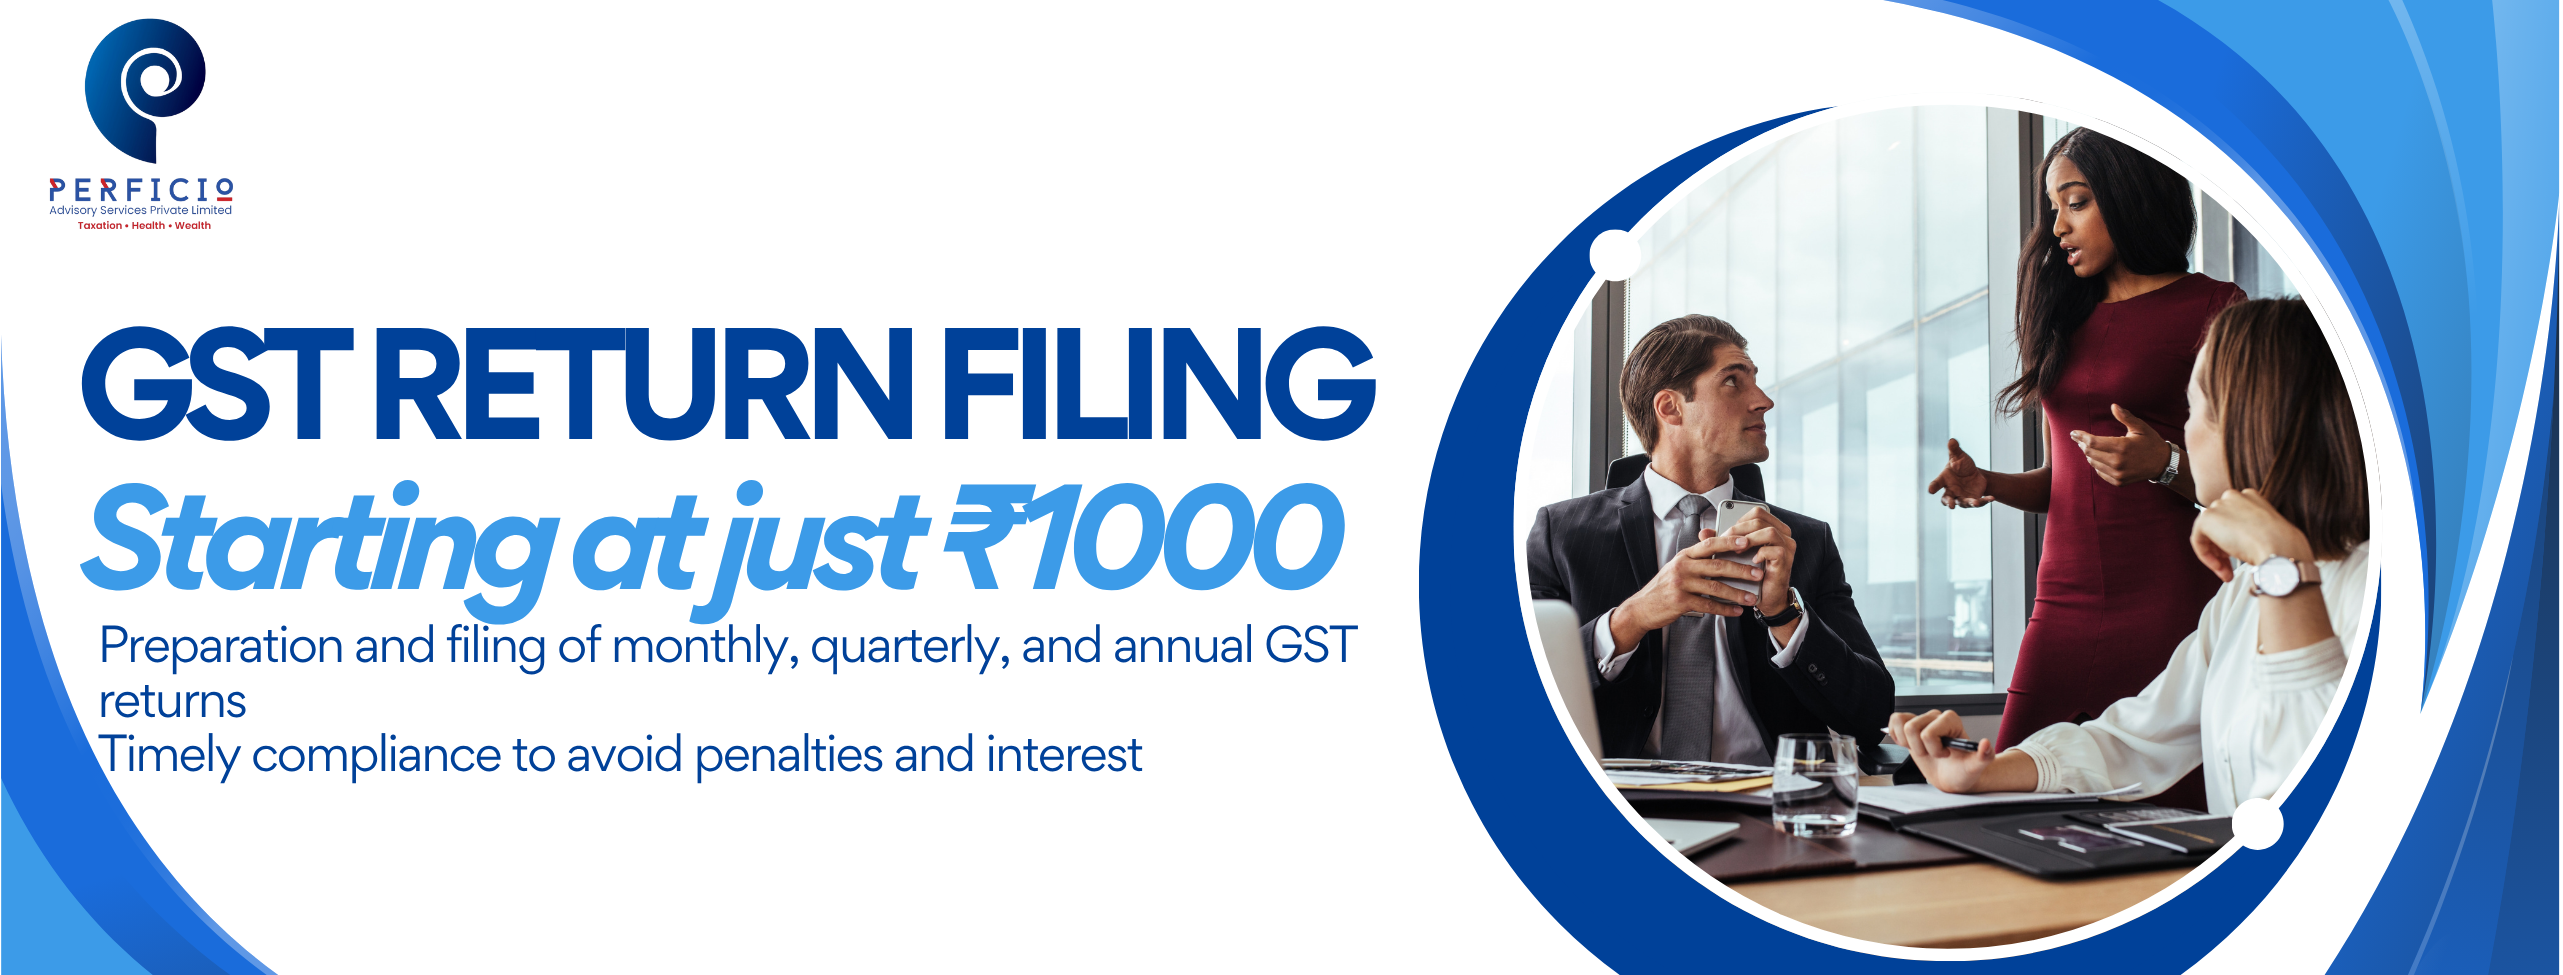 PERFICIO
Advisory Services Private Limited
Taxation • Health • Wealth
GST RETURN FILING
Starting at just ₹1000
Preparation and filing of monthly, quarterly, and annual GST
returns
Timely compliance to avoid penalties and interest